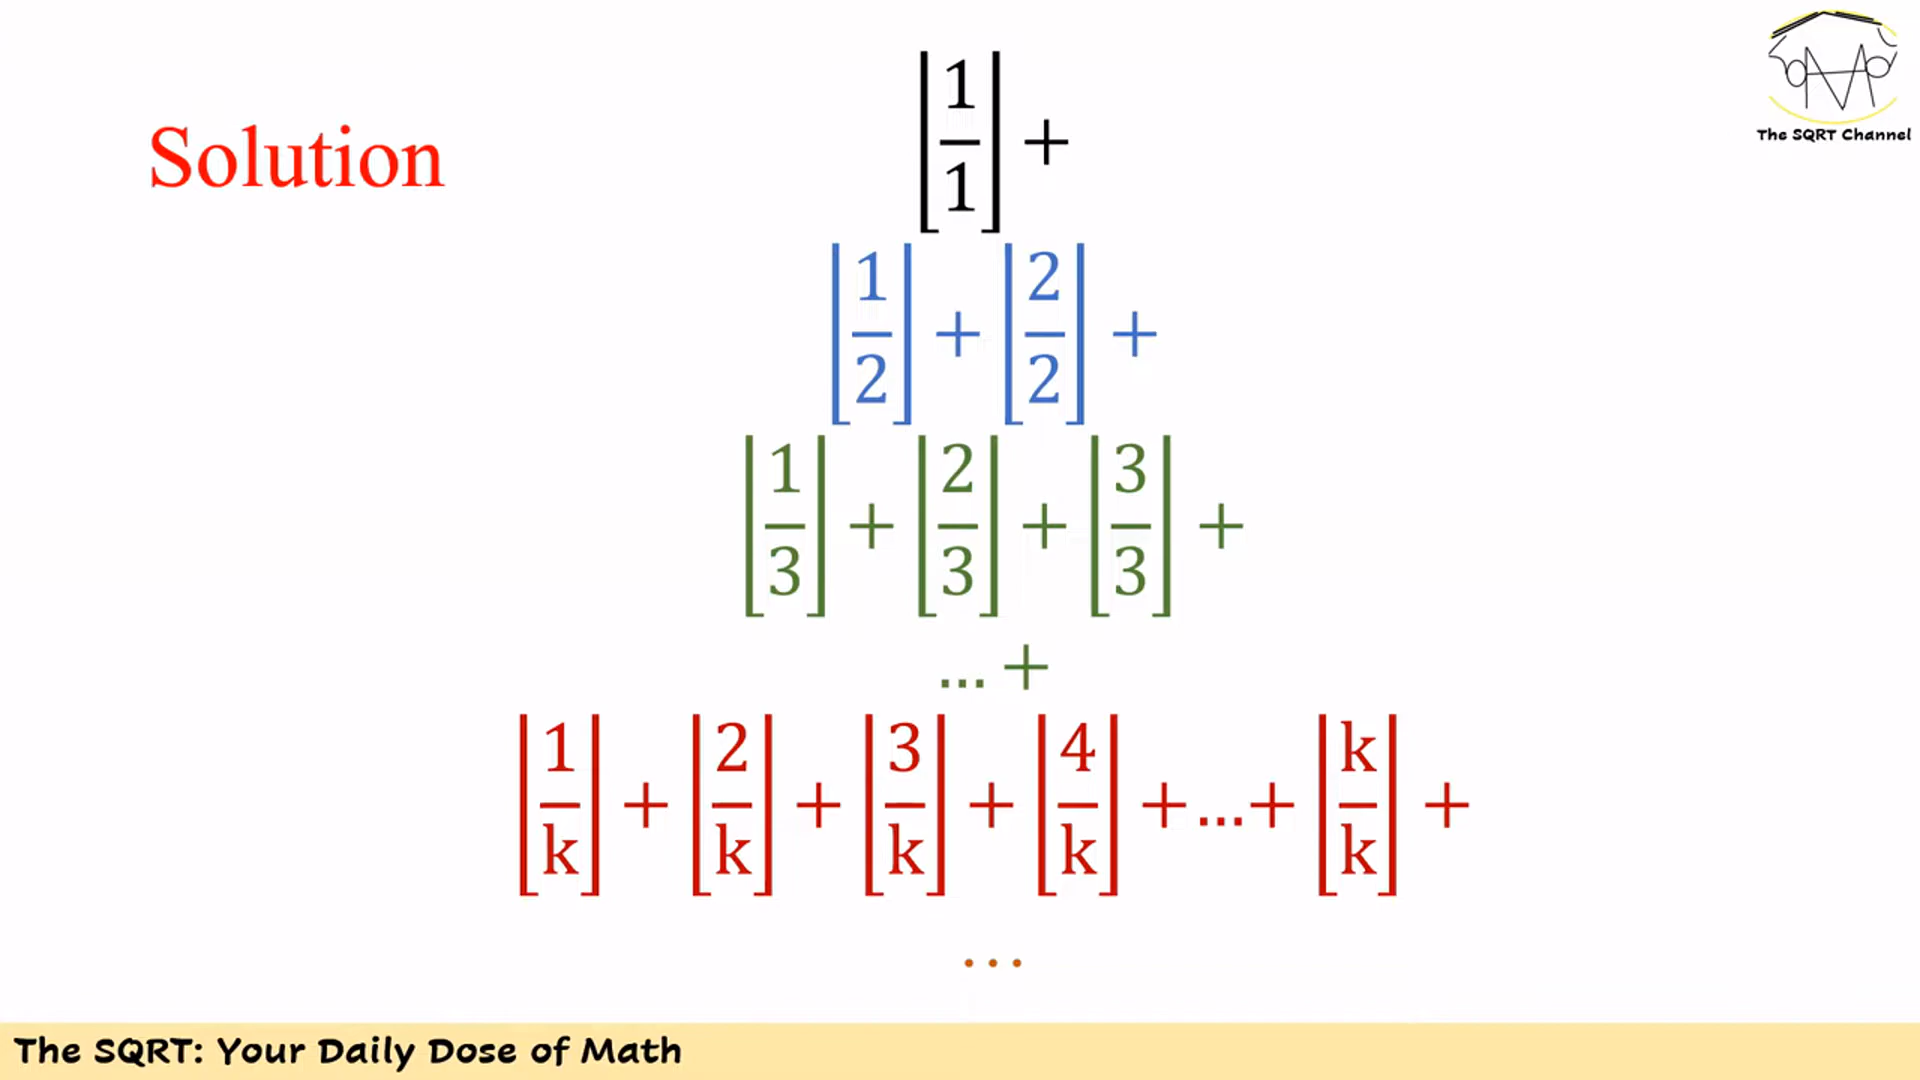 ⌊1/1⌋ +
The SQRT Channel
Solution
⌊1/2⌋ + ⌊2/2⌋ +
⌊1/3⌋ + ⌊2/3⌋ + ⌊3/3⌋ +
... +
⌊1/k⌋ + ⌊2/k⌋ + ⌊3/k⌋ + ⌊4/k⌋ +...+ ⌊k/k⌋ +
...
The SQRT: Your Daily Dose of Math